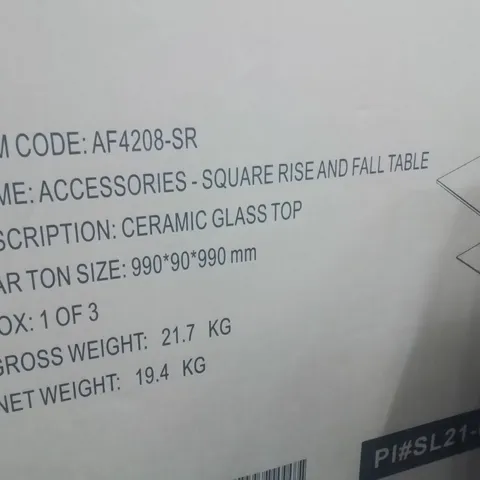 M CODE: AF4208-SR
ME: ACCESSORIES - SQUARE RISE AND FALL TABLE
SCRIPTION: CERAMIC GLASS TOP
AR TON SIZE: 990*90*990 mm
OX: 1 OF 3
GROSS WEIGHT: 21.7 KG
NET WEIGHT: 19.4 KG
PI#SL21-